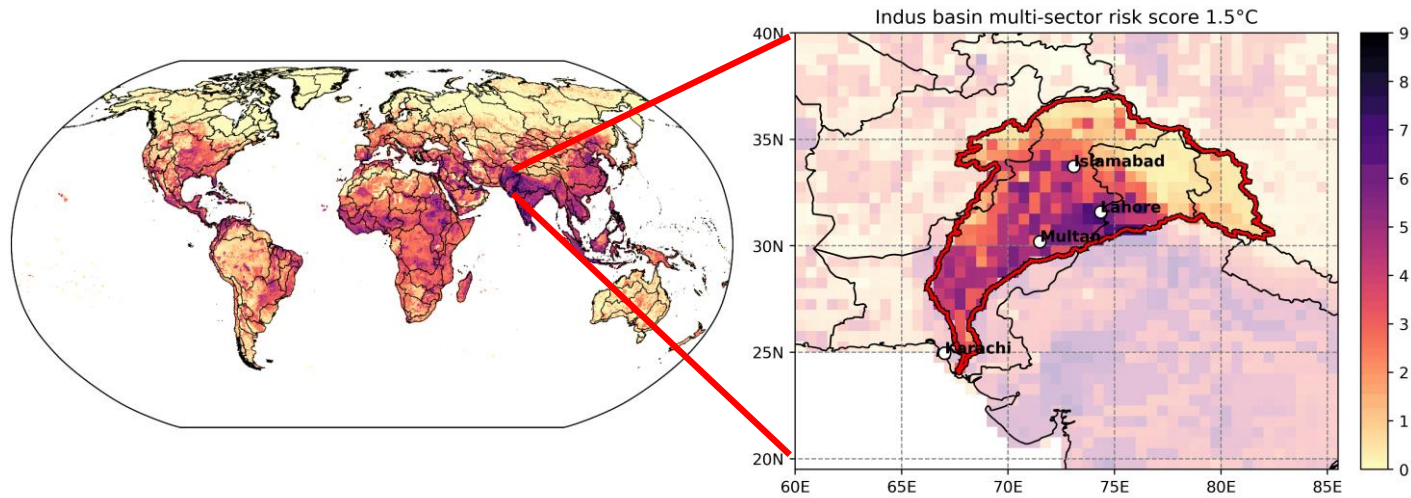 Indus basin multi-sector risk score 1.5°C
40N
35N
30N
25N
20N
60E
65E
70E
75E
80E
Islamabad
Lahore
Multan
Karachi
9
8
7
6
5
4
3
2
1
0